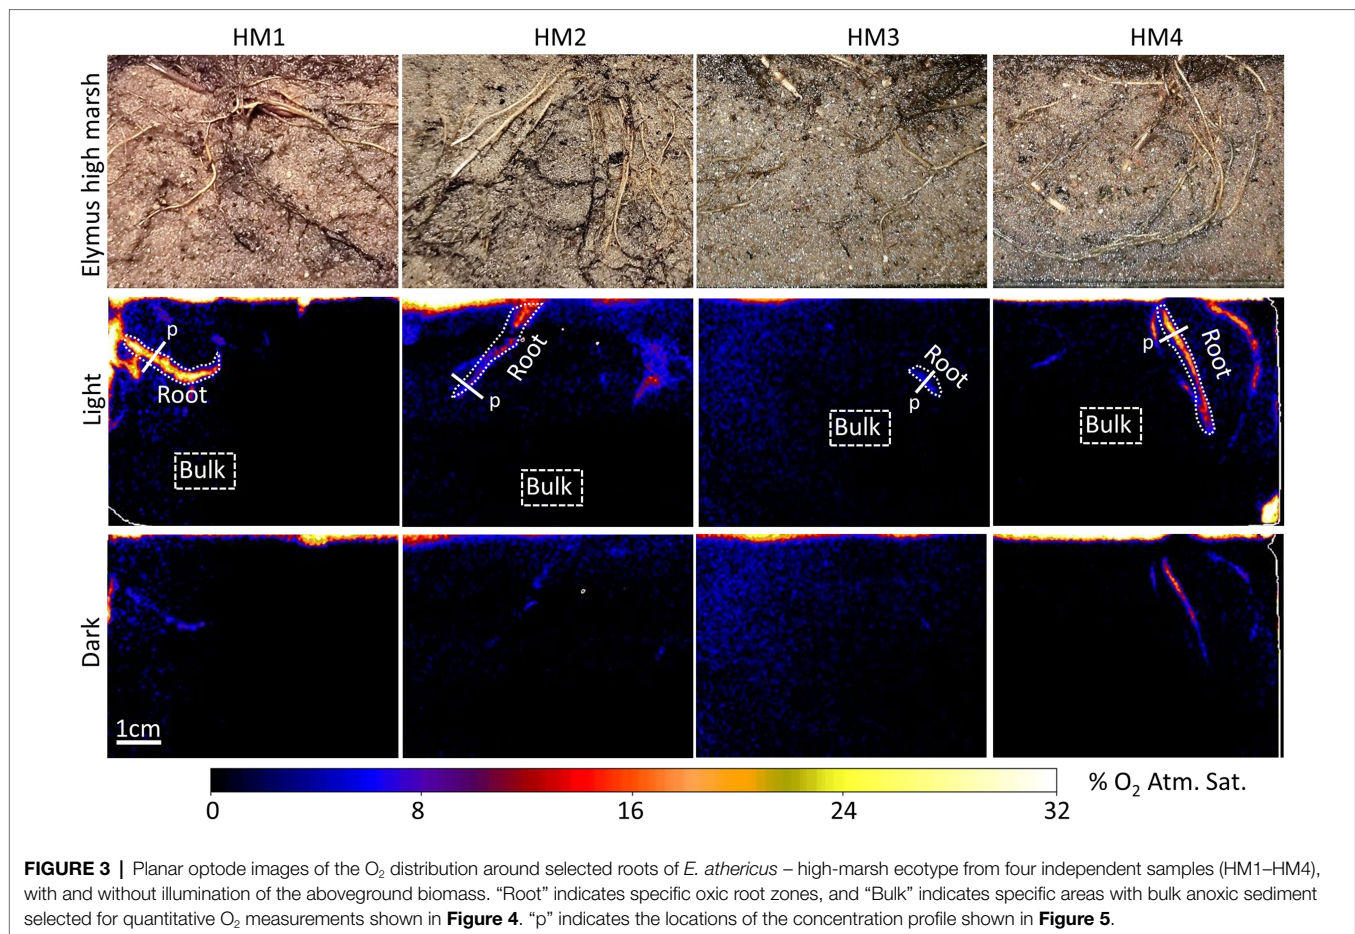 HM1 HM2 HM3 HM4
Elymus high marsh
Light
p
Root
Bulk
p
Root
Bulk
Root
p
Bulk
p
Root
Bulk
Dark
1cm
0 8 16 24 32 % O₂ Atm. Sat.
FIGURE 3 | Planar optode images of the O₂ distribution around selected roots of E. athericus – high-marsh ecotype from four independent samples (HM1–HM4),
with and without illumination of the aboveground biomass. “Root” indicates specific oxic root zones, and “Bulk” indicates specific areas with bulk anoxic sediment
selected for quantitative O₂ measurements shown in Figure 4. “p” indicates the locations of the concentration profile shown in Figure 5.